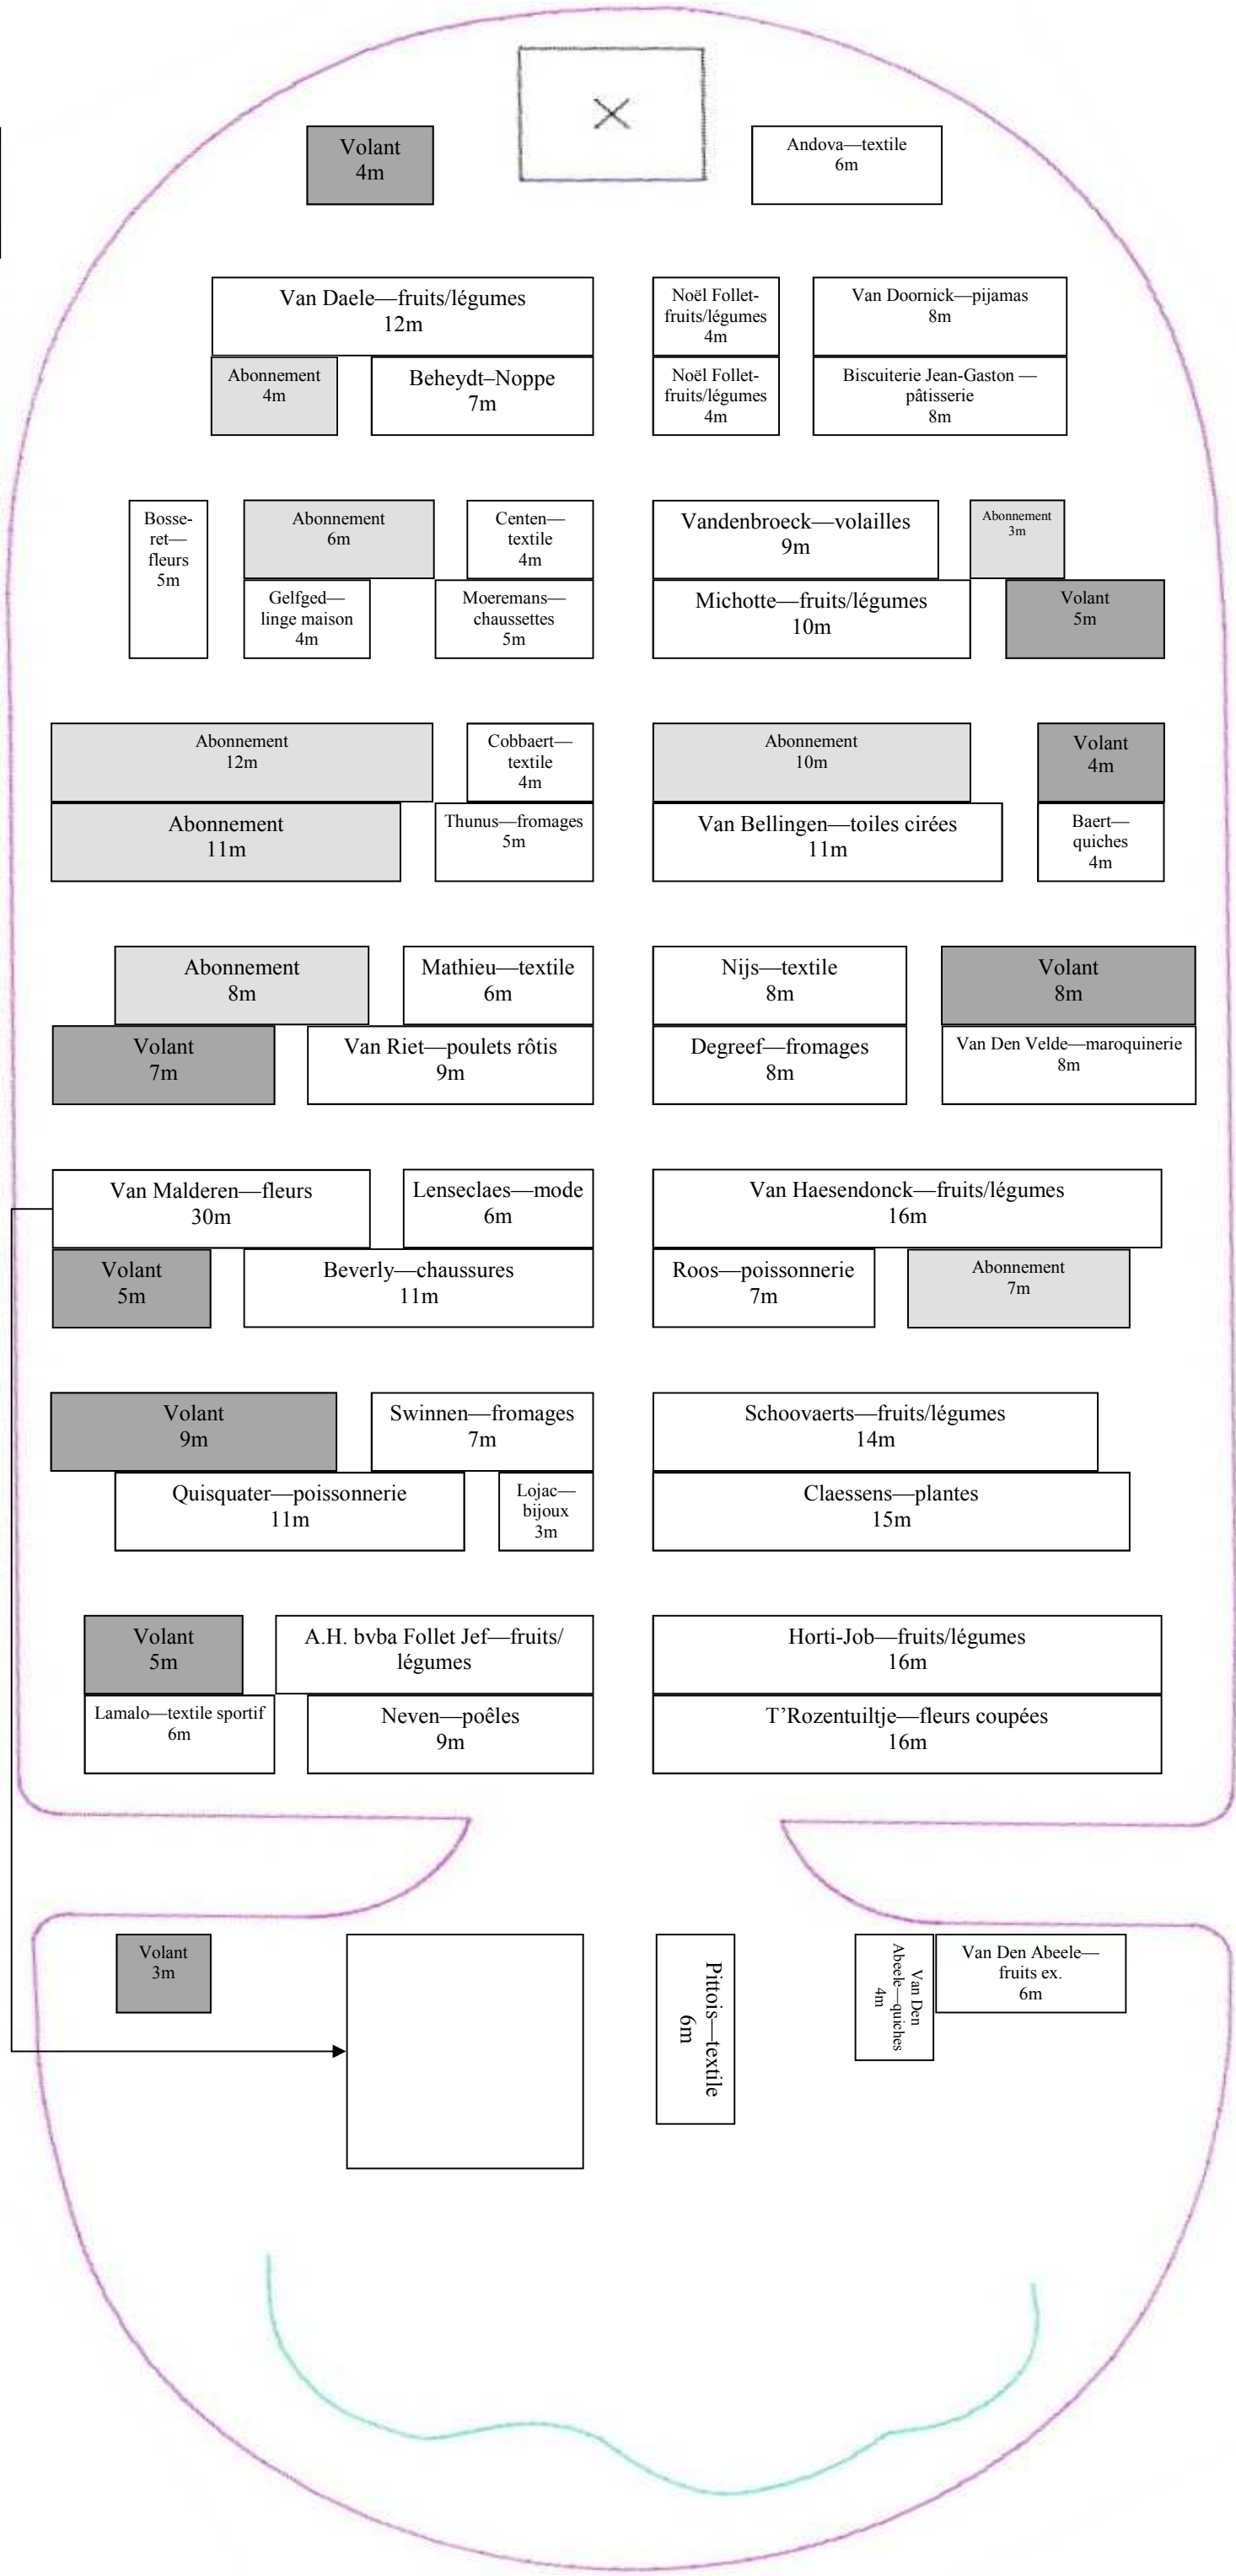 Volant
4m
Andova—textile
6m
Van Daele—fruits/légumes
12m
Noël Follet-
fruits/légumes
4m
Van Doornick—pijamas
8m
Abonnement
4m
Beheydt–Noppe
7m
Noël Follet-
fruits/légumes
4m
Biscuiterie Jean-Gaston —
pâtisserie
8m
Bosse-
ret—
fleurs
5m
Abonnement
6m
Centen—
textile
4m
Vandenbroeck—volailles
9m
Abonnement
3m
Gelfged—
linge maison
4m
Moeremans—
chaussettes
5m
Michotte—fruits/légumes
10m
Volant
5m
Abonnement
12m
Cobbaert—
textile
4m
Abonnement
10m
Volant
4m
Abonnement
11m
Thunus—fromages
5m
Van Bellingen—toiles cirées
11m
Baert—
quiches
4m
Abonnement
8m
Mathieu—textile
6m
Nijs—textile
8m
Volant
8m
Volant
7m
Van Riet—poulets rôtis
9m
Degreef—fromages
8m
Van Den Velde—maroquinerie
8m
Van Malderen—fleurs
30m
Lenseclaes—mode
6m
Van Haesendonck—fruits/légumes
16m
Volant
5m
Beverly—chaussures
11m
Roos—poissonnerie
7m
Abonnement
7m
Volant
9m
Swinnen—fromages
7m
Schoovaerts—fruits/légumes
14m
Quisquater—poissonnerie
11m
Lojac—
bijoux
3m
Claessens—plantes
15m
Volant
5m
A.H. bvba Follet Jef—fruits/
légumes
Horti-Job—fruits/légumes
16m
Lamalo—textile sportif
6m
Neven—poêles
9m
T’Rozentuiltje—fleurs coupées
16m
Volant
3m
Pittois—textile
6m
Van Den
Abeele—quiches
4m
Van Den Abeele—
fruits ex.
6m